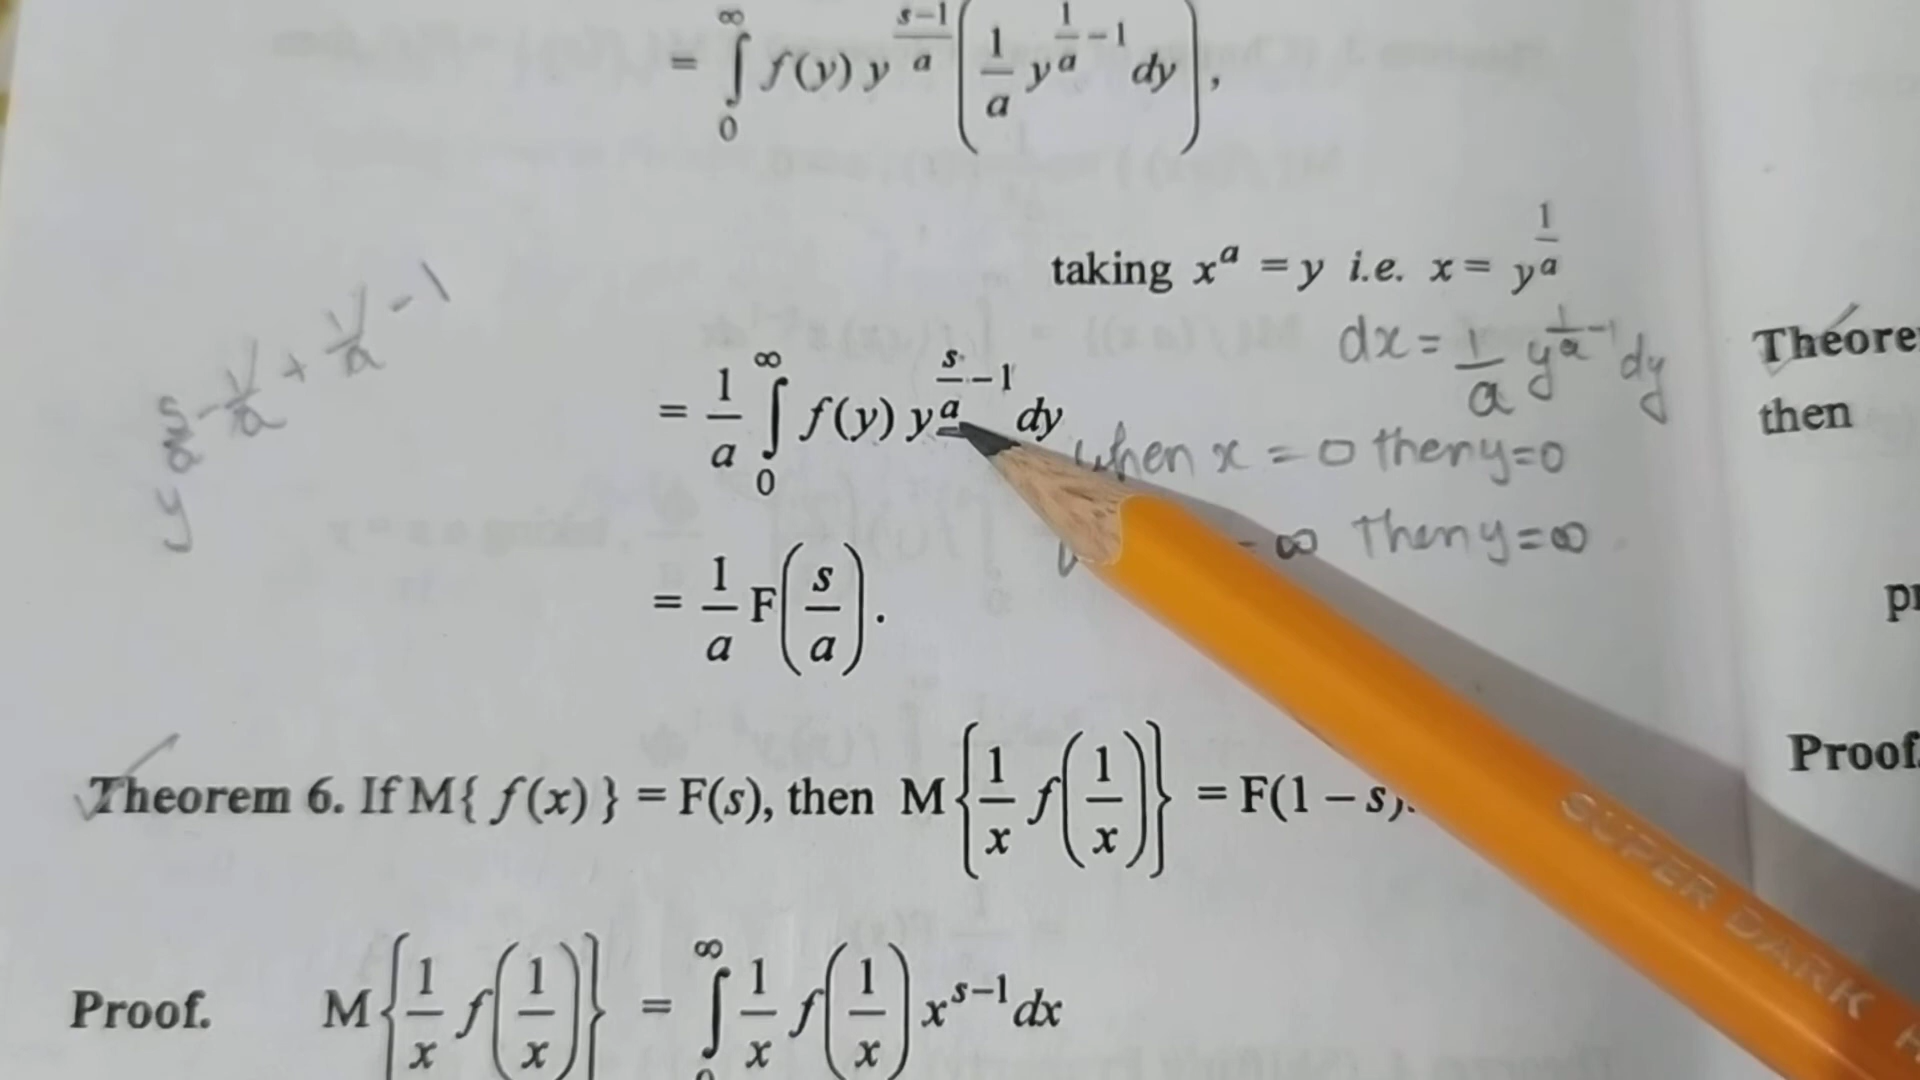 = ∫₀^∞ f(y) y^((s−1)/a) (1/a y^(1/a −1) dy),
taking x^a = y i.e. x = y^(1/a)
dx = 1/a y^(1/a −1) dy
y^(s/a − 1/a + 1/a − 1)
= 1/a ∫₀^∞ f(y) y^(s/a −1) dy
when x = 0 then y=0
∞ Then y=∞
= 1/a F(s/a).
Theorem 6. If M{ f(x) } = F(s), then M{1/x f(1/x)} = F(1 − s).
Proof. M{1/x f(1/x)} = ∫₀^∞ 1/x f(1/x) x^(s−1) dx
then
Proof.
SUPER DARK